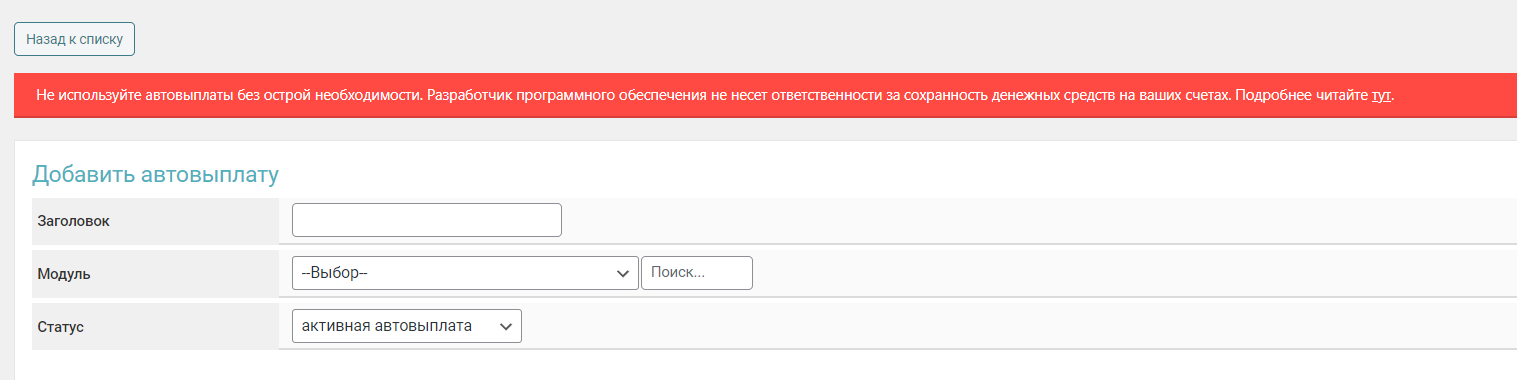 Назад к списку
Не используйте автовыплаты без острой необходимости. Разработчик программного обеспечения не несет ответственности за сохранность денежных средств на ваших счетах. Подробнее читайте тут.
Добавить автовыплату
Заголовок
Модуль --Выбор-- Поиск...
Статус активная автовыплата